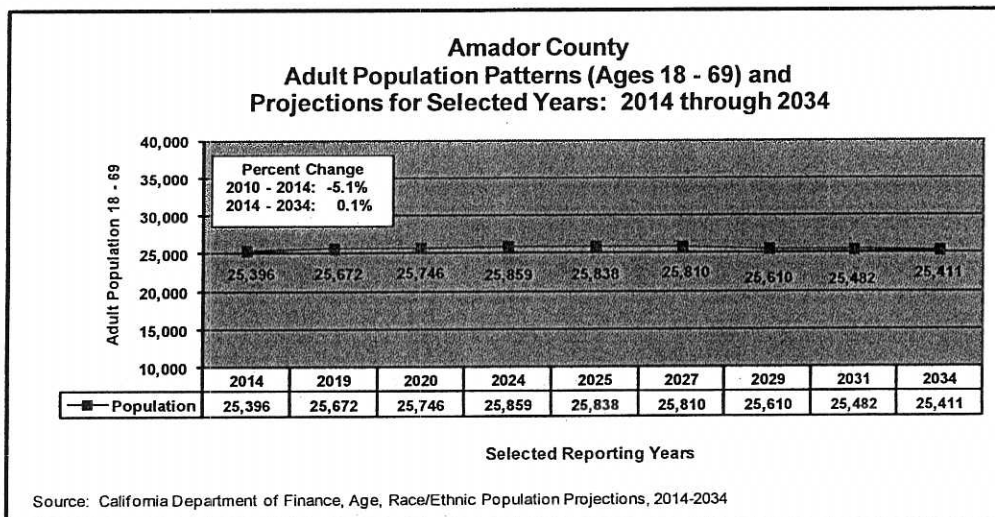 Amador County
Adult Population Patterns (Ages 18 - 69) and
Projections for Selected Years: 2014 through 2034
Adult Population 18 - 69
40,000
35,000
30,000
25,000
20,000
15,000
10,000
Percent Change
2010 - 2014: -5.1%
2014 - 2034: 0.1%
25,396 25,672 25,746 25,859 25,838 25,810 25,610 25,482 25,411
2014 2019 2020 2024 2025 2027 2029 2031 2034
Population 25,396 25,672 25,746 25,859 25,838 25,810 25,610 25,482 25,411
Selected Reporting Years
Source: California Department of Finance, Age, Race/Ethnic Population Projections, 2014-2034